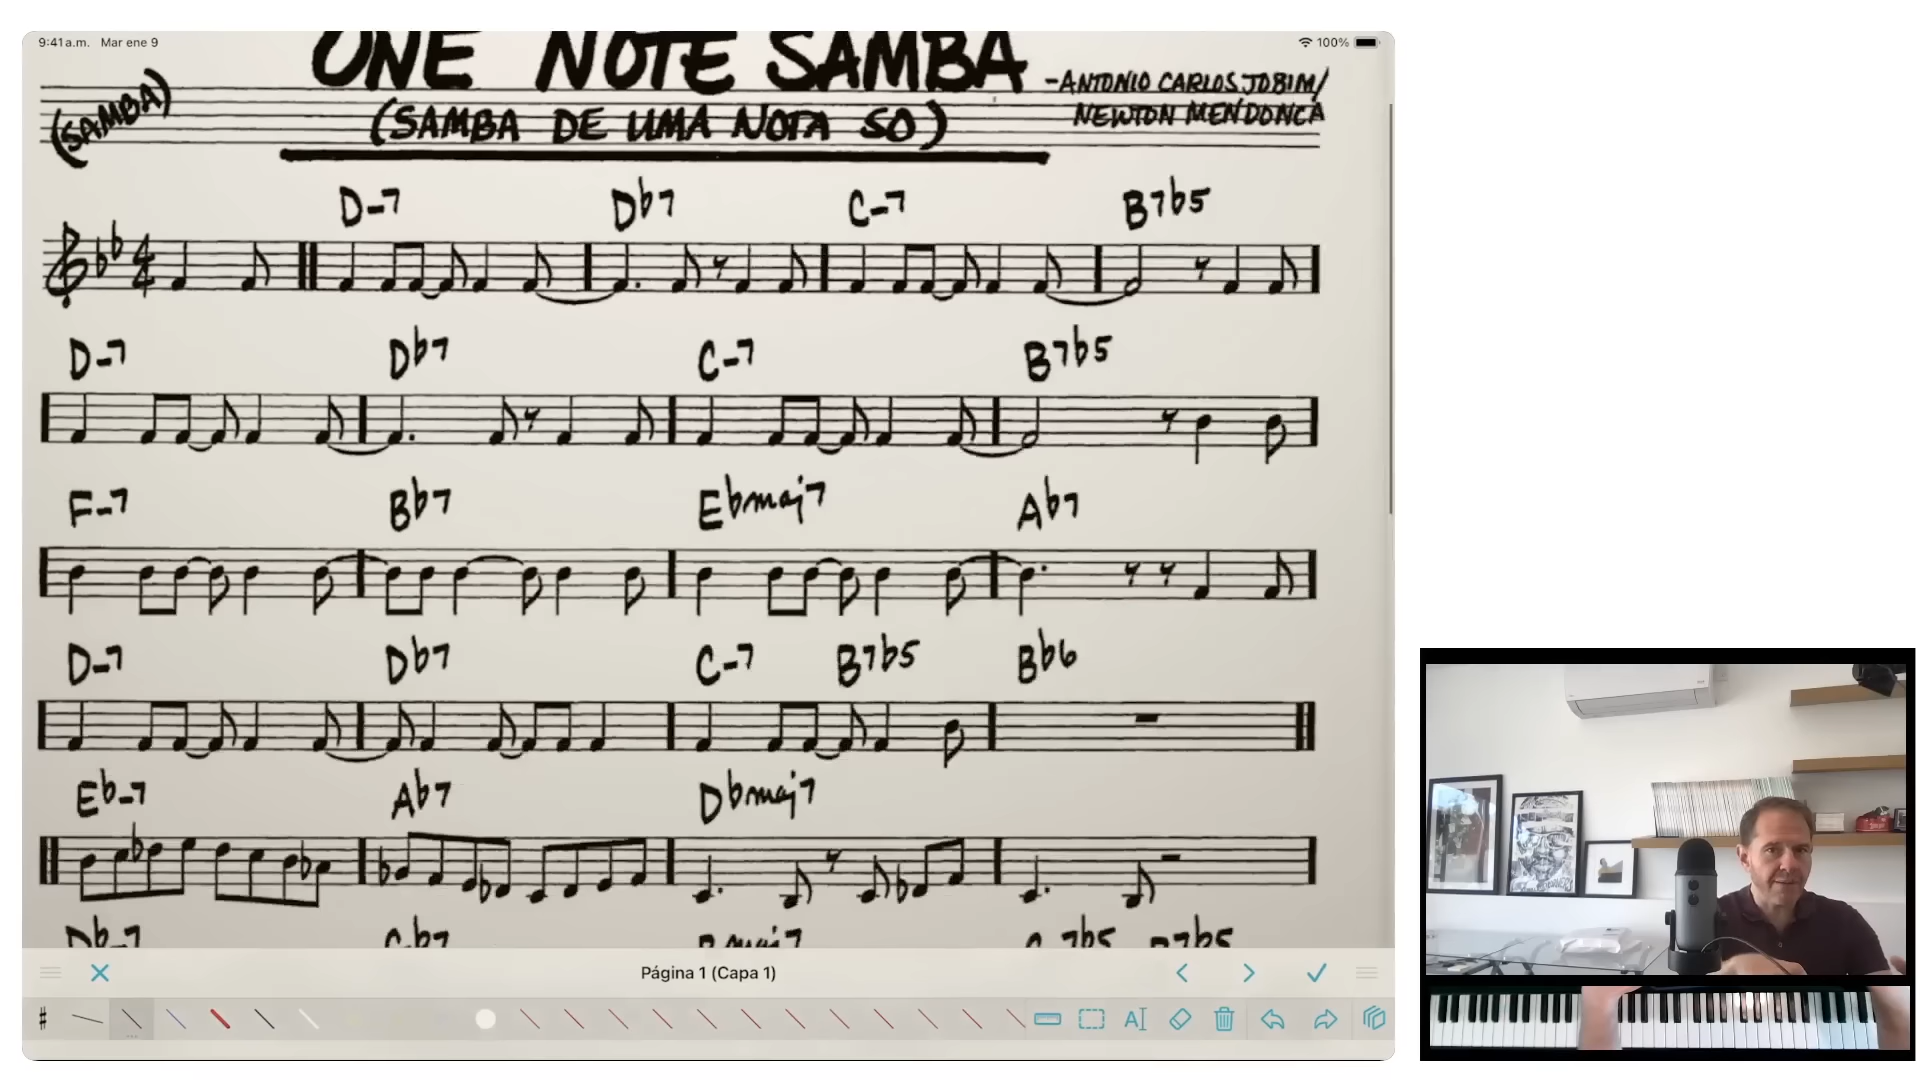 9:41 a.m. Mar ene 9
100%
ONE NOTE SAMBA
(SAMBA)
(SAMBA DE UMA NOTA SO)
-ANTONIO CARLOS JOBIM/
NEWTON MENDONCA
D-7 Db7 C-7 B7b5
4/4
D-7 Db7 C-7 B7b5
F-7 Bb7 Ebmaj7 Ab7
D-7 Db7 C-7 B7b5 Bb6
Eb-7 Ab7 Dbmaj7
Página 1 (Capa 1)
A